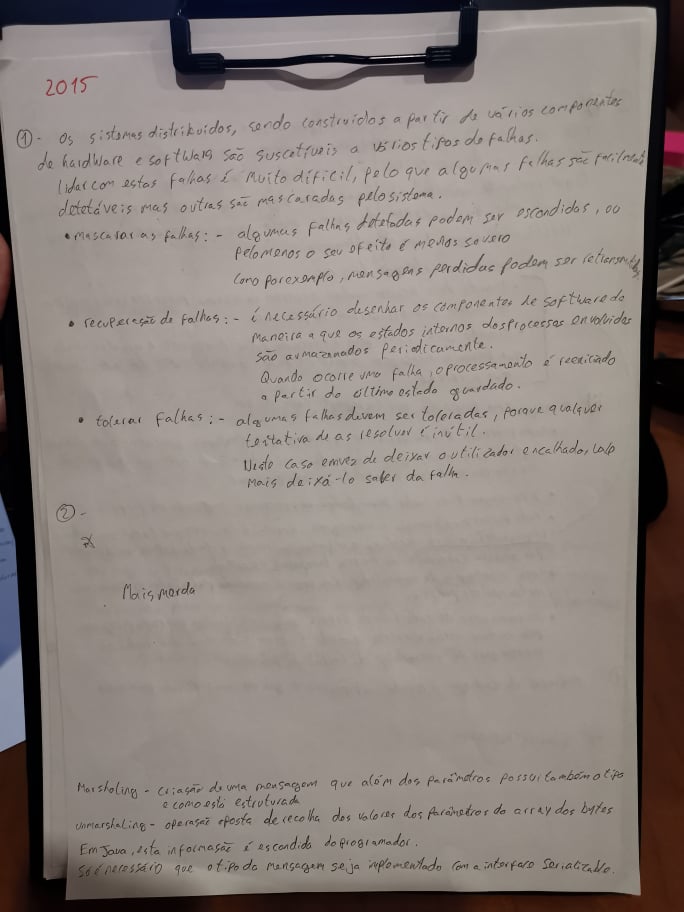 2015
① - Os sistemas distribuidos, sendo construidos a partir de vários componentes
de hardware e software são suscetíveis a vários tipos de falhas.
Lidar com estas falhas é muito difícil, pelo que algumas falhas são facilmente
detetáveis mas outras são mascaradas pelo sistema.
• mascarar as falhas: - algumas falhas detetadas podem ser escondidas, ou
pelo menos o seu efeito é menos severo
como por exemplo, mensagens perdidas podem ser
• recuperação de falhas: - é necessário desenhar os componentes de software de
maneira a que os estados internos dos processos envolvidos
são armazenados periodicamente.
Quando ocorre uma falha, o processamento é reeniciado
a partir do último estado guardado.
• tolerar falhas: - algumas falhas devem ser toleradas, porque qualquer
tentativa de as resolver é inútil.
Neste caso em vez de deixar o utilizador encalhado, vale
mais deixá-lo saber da falha.
② -
Mais merda
Marshaling - criação de uma mensagem que além dos parâmetros possui também o tipo
e como está estruturada
unmarshaling - operação oposta de recolha dos valores dos parâmetros do array dos bytes
Em Java, esta informação é escondida do programador.
Só é necessário que o tipo da mensagem seja implementado com a interface Serializable.